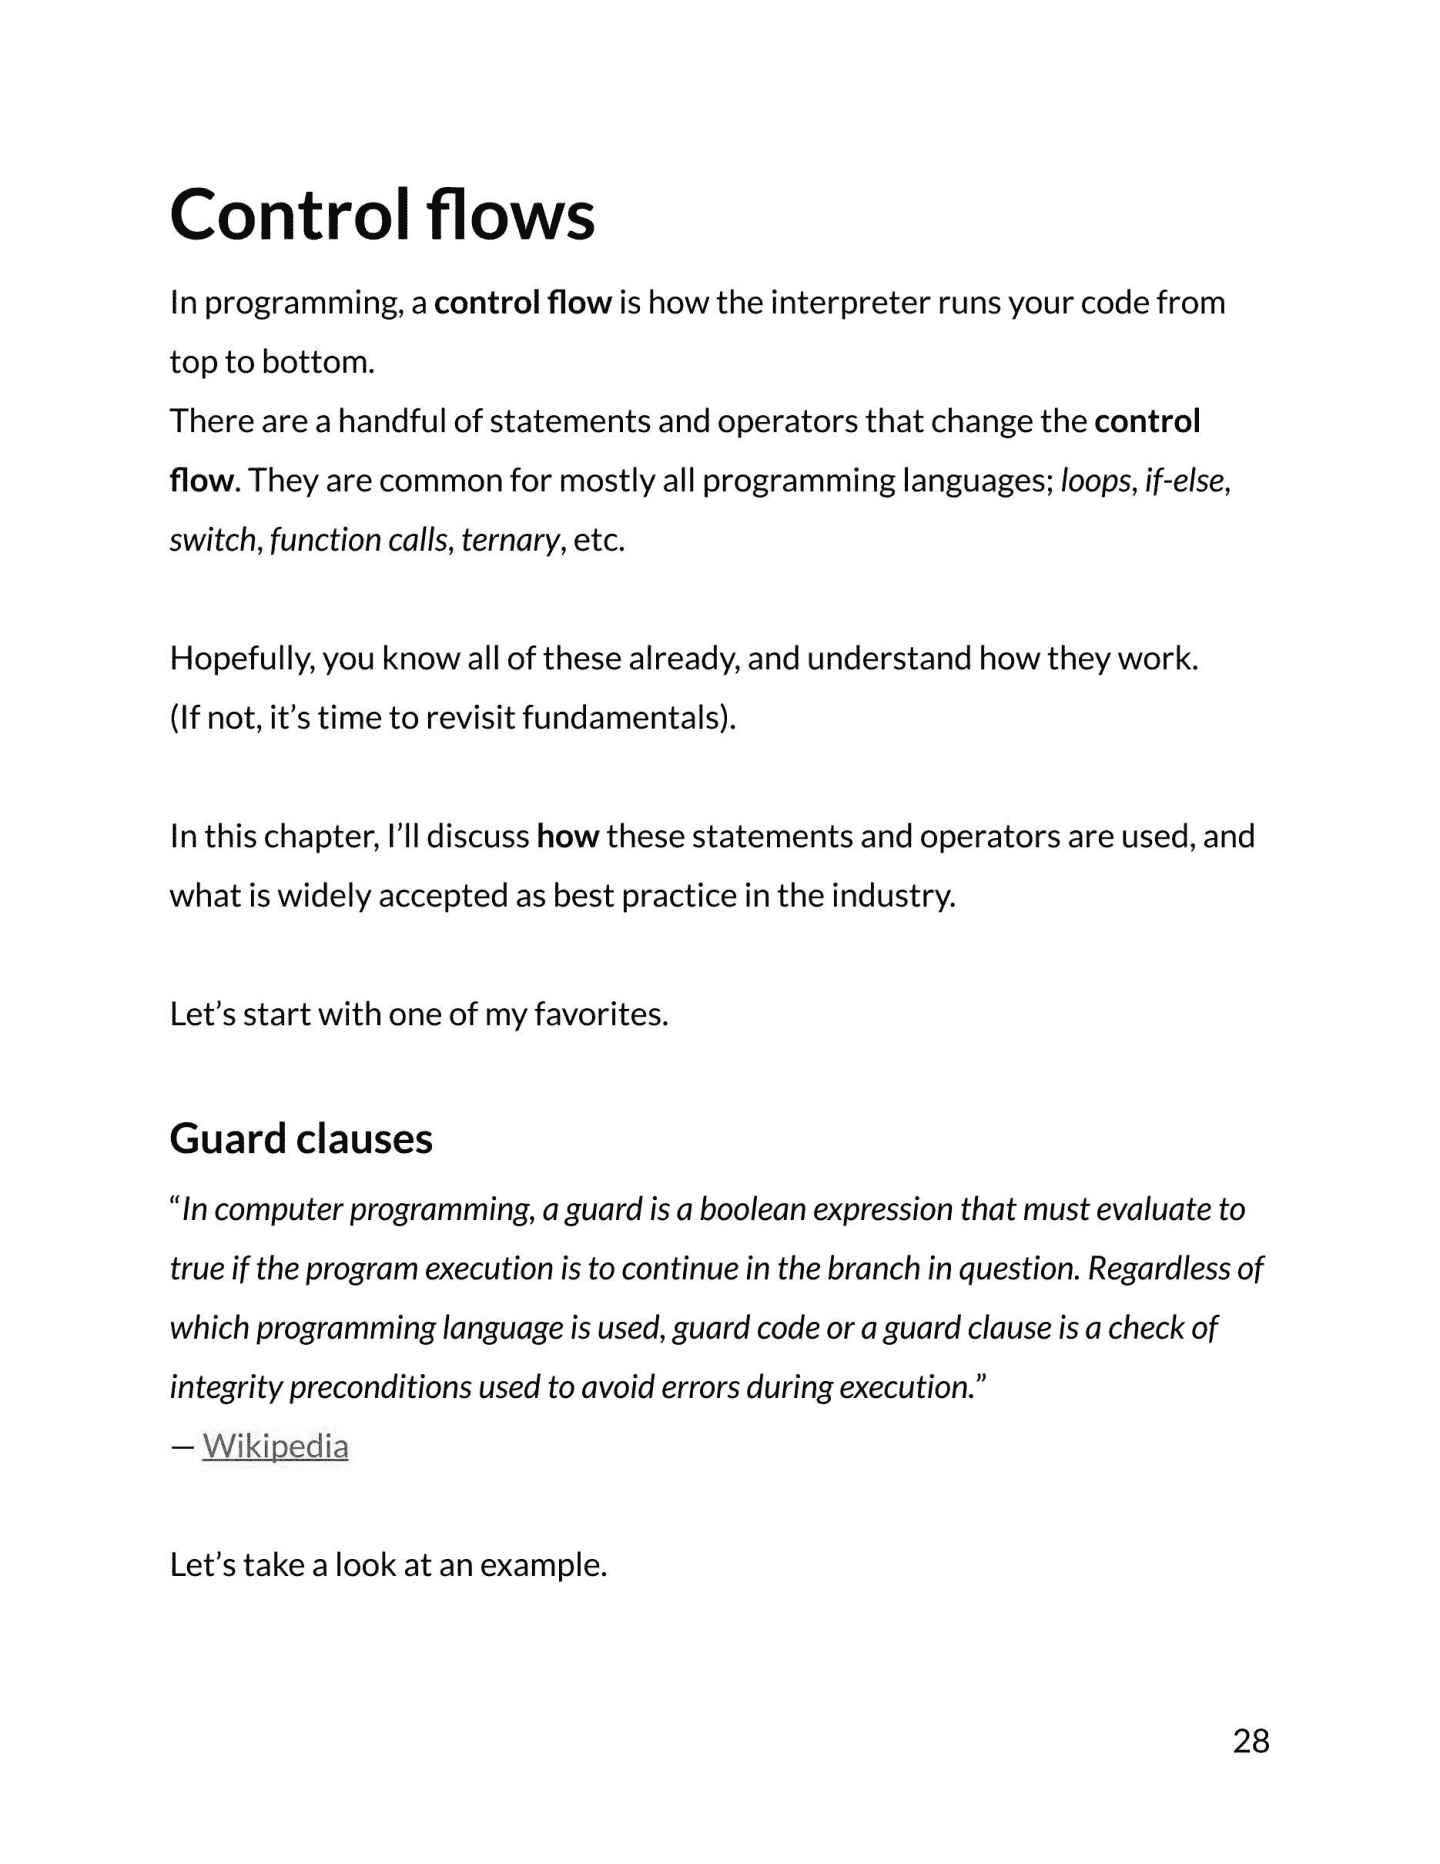 Control flows
In programming, a control flow is how the interpreter runs your code from
top to bottom.
There are a handful of statements and operators that change the control
flow. They are common for mostly all programming languages; loops, if-else,
switch, function calls, ternary, etc.
Hopefully, you know all of these already, and understand how they work.
(If not, it’s time to revisit fundamentals).
In this chapter, I’ll discuss how these statements and operators are used, and
what is widely accepted as best practice in the industry.
Let’s start with one of my favorites.
Guard clauses
“In computer programming, a guard is a boolean expression that must evaluate to
true if the program execution is to continue in the branch in question. Regardless of
which programming language is used, guard code or a guard clause is a check of
integrity preconditions used to avoid errors during execution.”
— Wikipedia
Let’s take a look at an example.
28